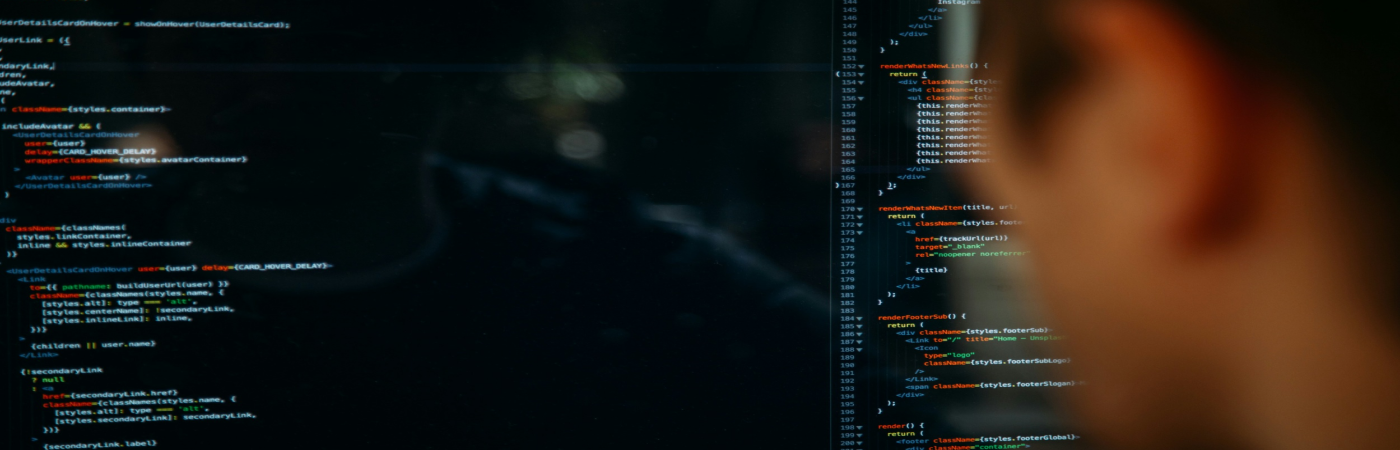 UserDetailsCardOnHover = showOnHover(UserDetailsCard);
UserLink = ({
ndaryLink,
dren,
udeAvatar,
ne,
{
n className={styles.container}>
includeAvatar && (
<UserDetailsCardOnHover
user={user}
delay={CARD_HOVER_DELAY}
wrapperClassName={styles.avatarContainer}
>
<Avatar user={user} />
</UserDetailsCardOnHover>
)
div
className={classNames(
styles.linkContainer,
inline && styles.inlineContainer
)}
<UserDetailsCardOnHover user={user} delay={CARD_HOVER_DELAY}>
<Link
to={{ pathname: buildUserUrl(user) }}
className={classNames(styles.name, {
[styles.alt]: type === 'alt',
[styles.centerName]: !secondaryLink,
[styles.inlineLink]: inline,
})}
>
{children || user.name}
</Link>
{!secondaryLink
? null
: <a
href={secondaryLink.href}
className={classNames(styles.name, {
[styles.alt]: type === 'alt',
[styles.secondaryLink]: secondaryLink,
})}
>
{secondaryLink.label}
144 Instagram
145 </a>
146 </li>
147 </ul>
148 </div>
149 );
150 }
151
152 renderWhatsNewLinks() {
153 return (
154 <div className={styles
155 <h4 className={sty
156 <ul className={
157 {this.renderWha
158 {this.renderWha
159 {this.renderWha
160 {this.renderWha
161 {this.renderWha
162 {this.renderWha
163 {this.renderWha
164 {this.renderWha
165 </ul>
166 </div>
167 );
168 }
169
170 renderWhatsNewItem(title, url
171 return (
172 <li className={styles.foote
173 <a
174 href={trackUrl(url)}
175 target="_blank"
176 rel="noopener noreferrer"
177 >
178 {title}
179 </a>
180 </li>
181 );
182 }
183
184 renderFooterSub() {
185 return (
186 <div className={styles.footerSub}>
187 <Link to="/" title="Home – Unsplas
188 <Icon
189 type="logo"
190 className={styles.footerSubLogo}
191 />
192 </Link>
193 <span className={styles.footerSlogan}>
194 </div>
195 );
196 }
197
198 render() {
199 return (
200 <footer className={styles.footerGlobal}>
201 <div className="container">